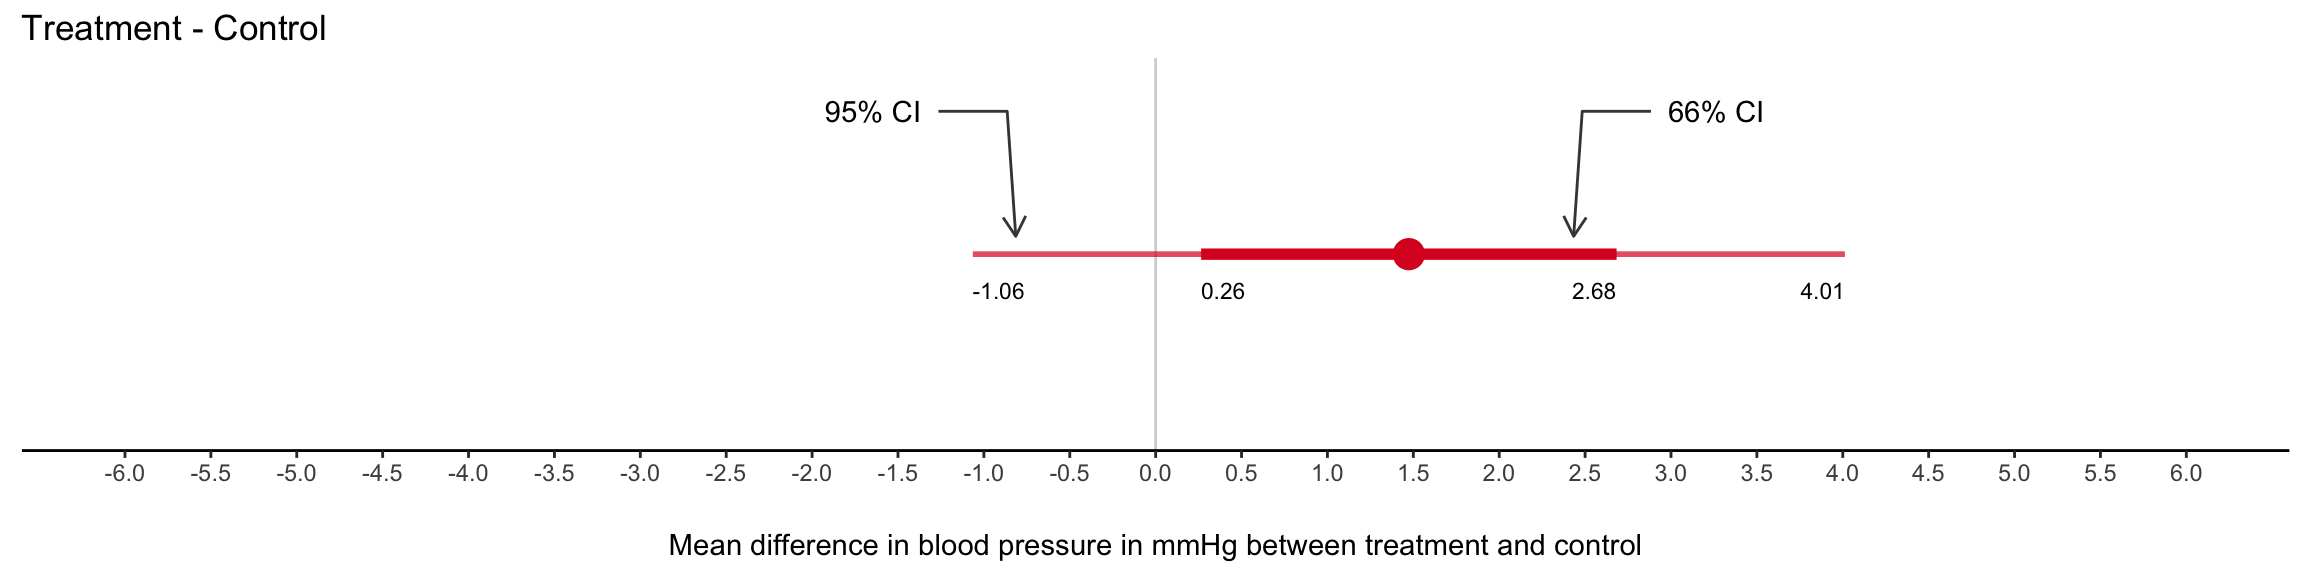 Treatment - Control
95% CI
66% CI
-1.06 0.26 2.68 4.01
-6.0 -5.5 -5.0 -4.5 -4.0 -3.5 -3.0 -2.5 -2.0 -1.5 -1.0 -0.5 0.0 0.5 1.0 1.5 2.0 2.5 3.0 3.5 4.0 4.5 5.0 5.5 6.0
Mean difference in blood pressure in mmHg between treatment and control